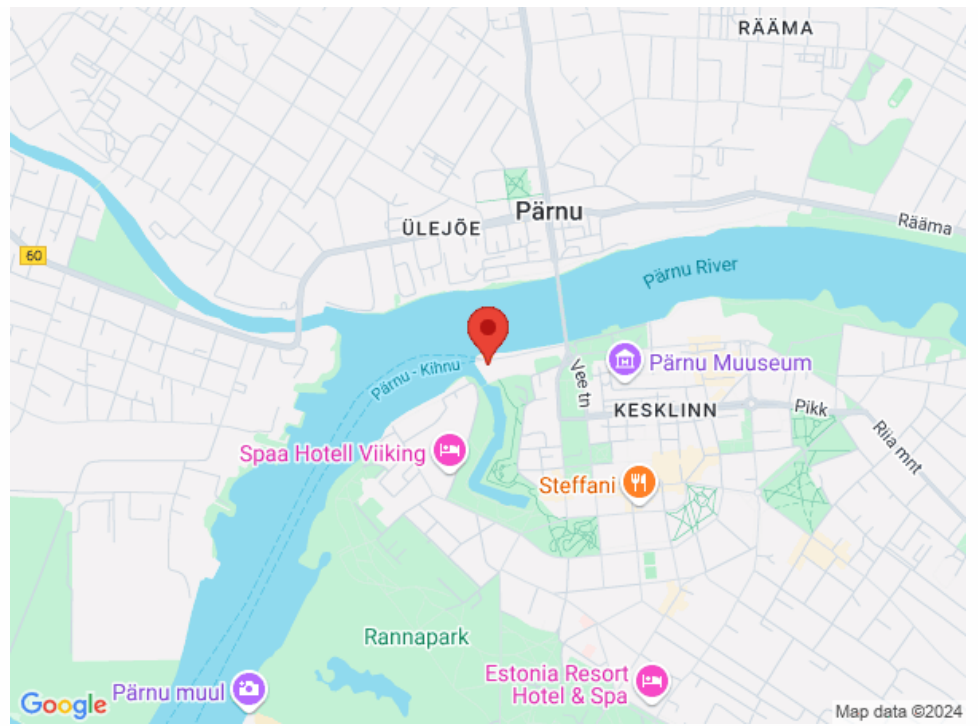 RÄÄMA
Pärnu
ÜLEJÕE
Rääma
60
Pärnu River
Pärnu - Kihnu
Vee tn
Pärnu Muuseum
KESKLINN
Pikk
Riia mnt
Spaa Hotell Viiking
Steffani
Rannapark
Estonia Resort
Hotel & Spa
Pärnu muul
Google
Map data ©2024